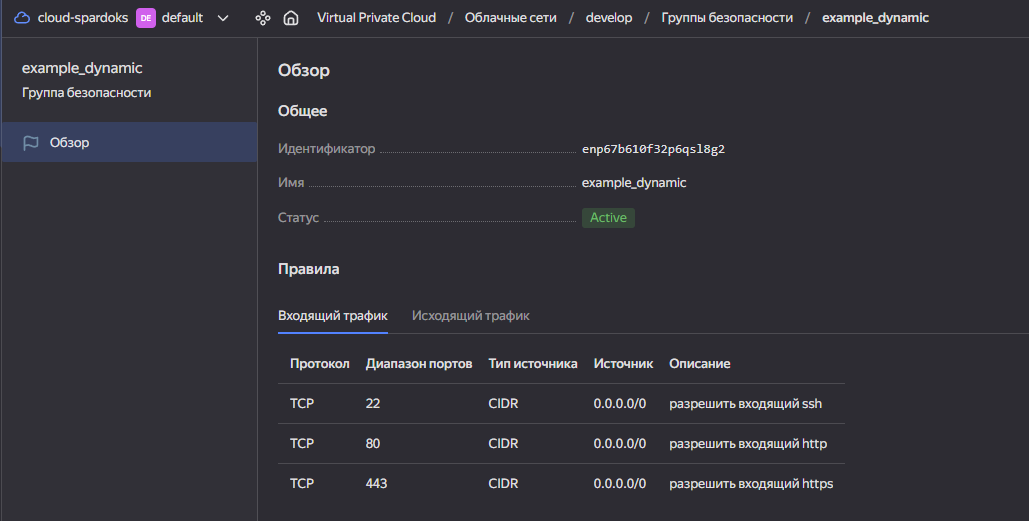 cloud-spardoks DE default Virtual Private Cloud / Облачные сети / develop / Группы безопасности / example_dynamic
example_dynamic
Группа безопасности
Обзор
Обзор
Общее
Идентификатор enp67b610f32p6qsl8g2
Имя example_dynamic
Статус Active
Правила
Входящий трафик Исходящий трафик
Протокол Диапазон портов Тип источника Источник Описание
TCP 22 CIDR 0.0.0.0/0 разрешить входящий ssh
TCP 80 CIDR 0.0.0.0/0 разрешить входящий http
TCP 443 CIDR 0.0.0.0/0 разрешить входящий https